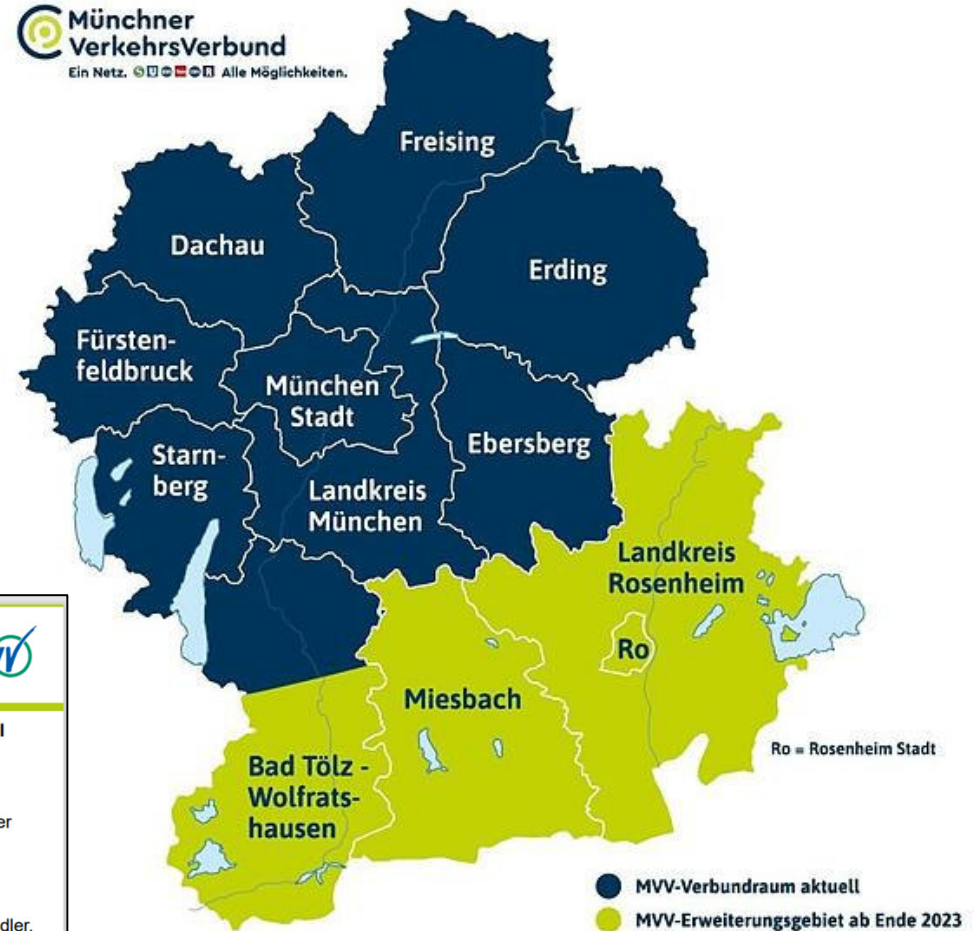 Münchner
VerkehrsVerbund
Ein Netz. Alle Möglichkeiten.
Freising
Dachau
Erding
Fürsten-
feldbruck
München
Stadt
Ebersberg
Starn-
berg
Landkreis
München
Landkreis
Rosenheim
Ro
Miesbach
Ro = Rosenheim Stadt
Bad Tölz -
Wolfrats-
hausen
MVV-Verbundraum aktuell
MVV-Erweiterungsgebiet ab Ende 2023